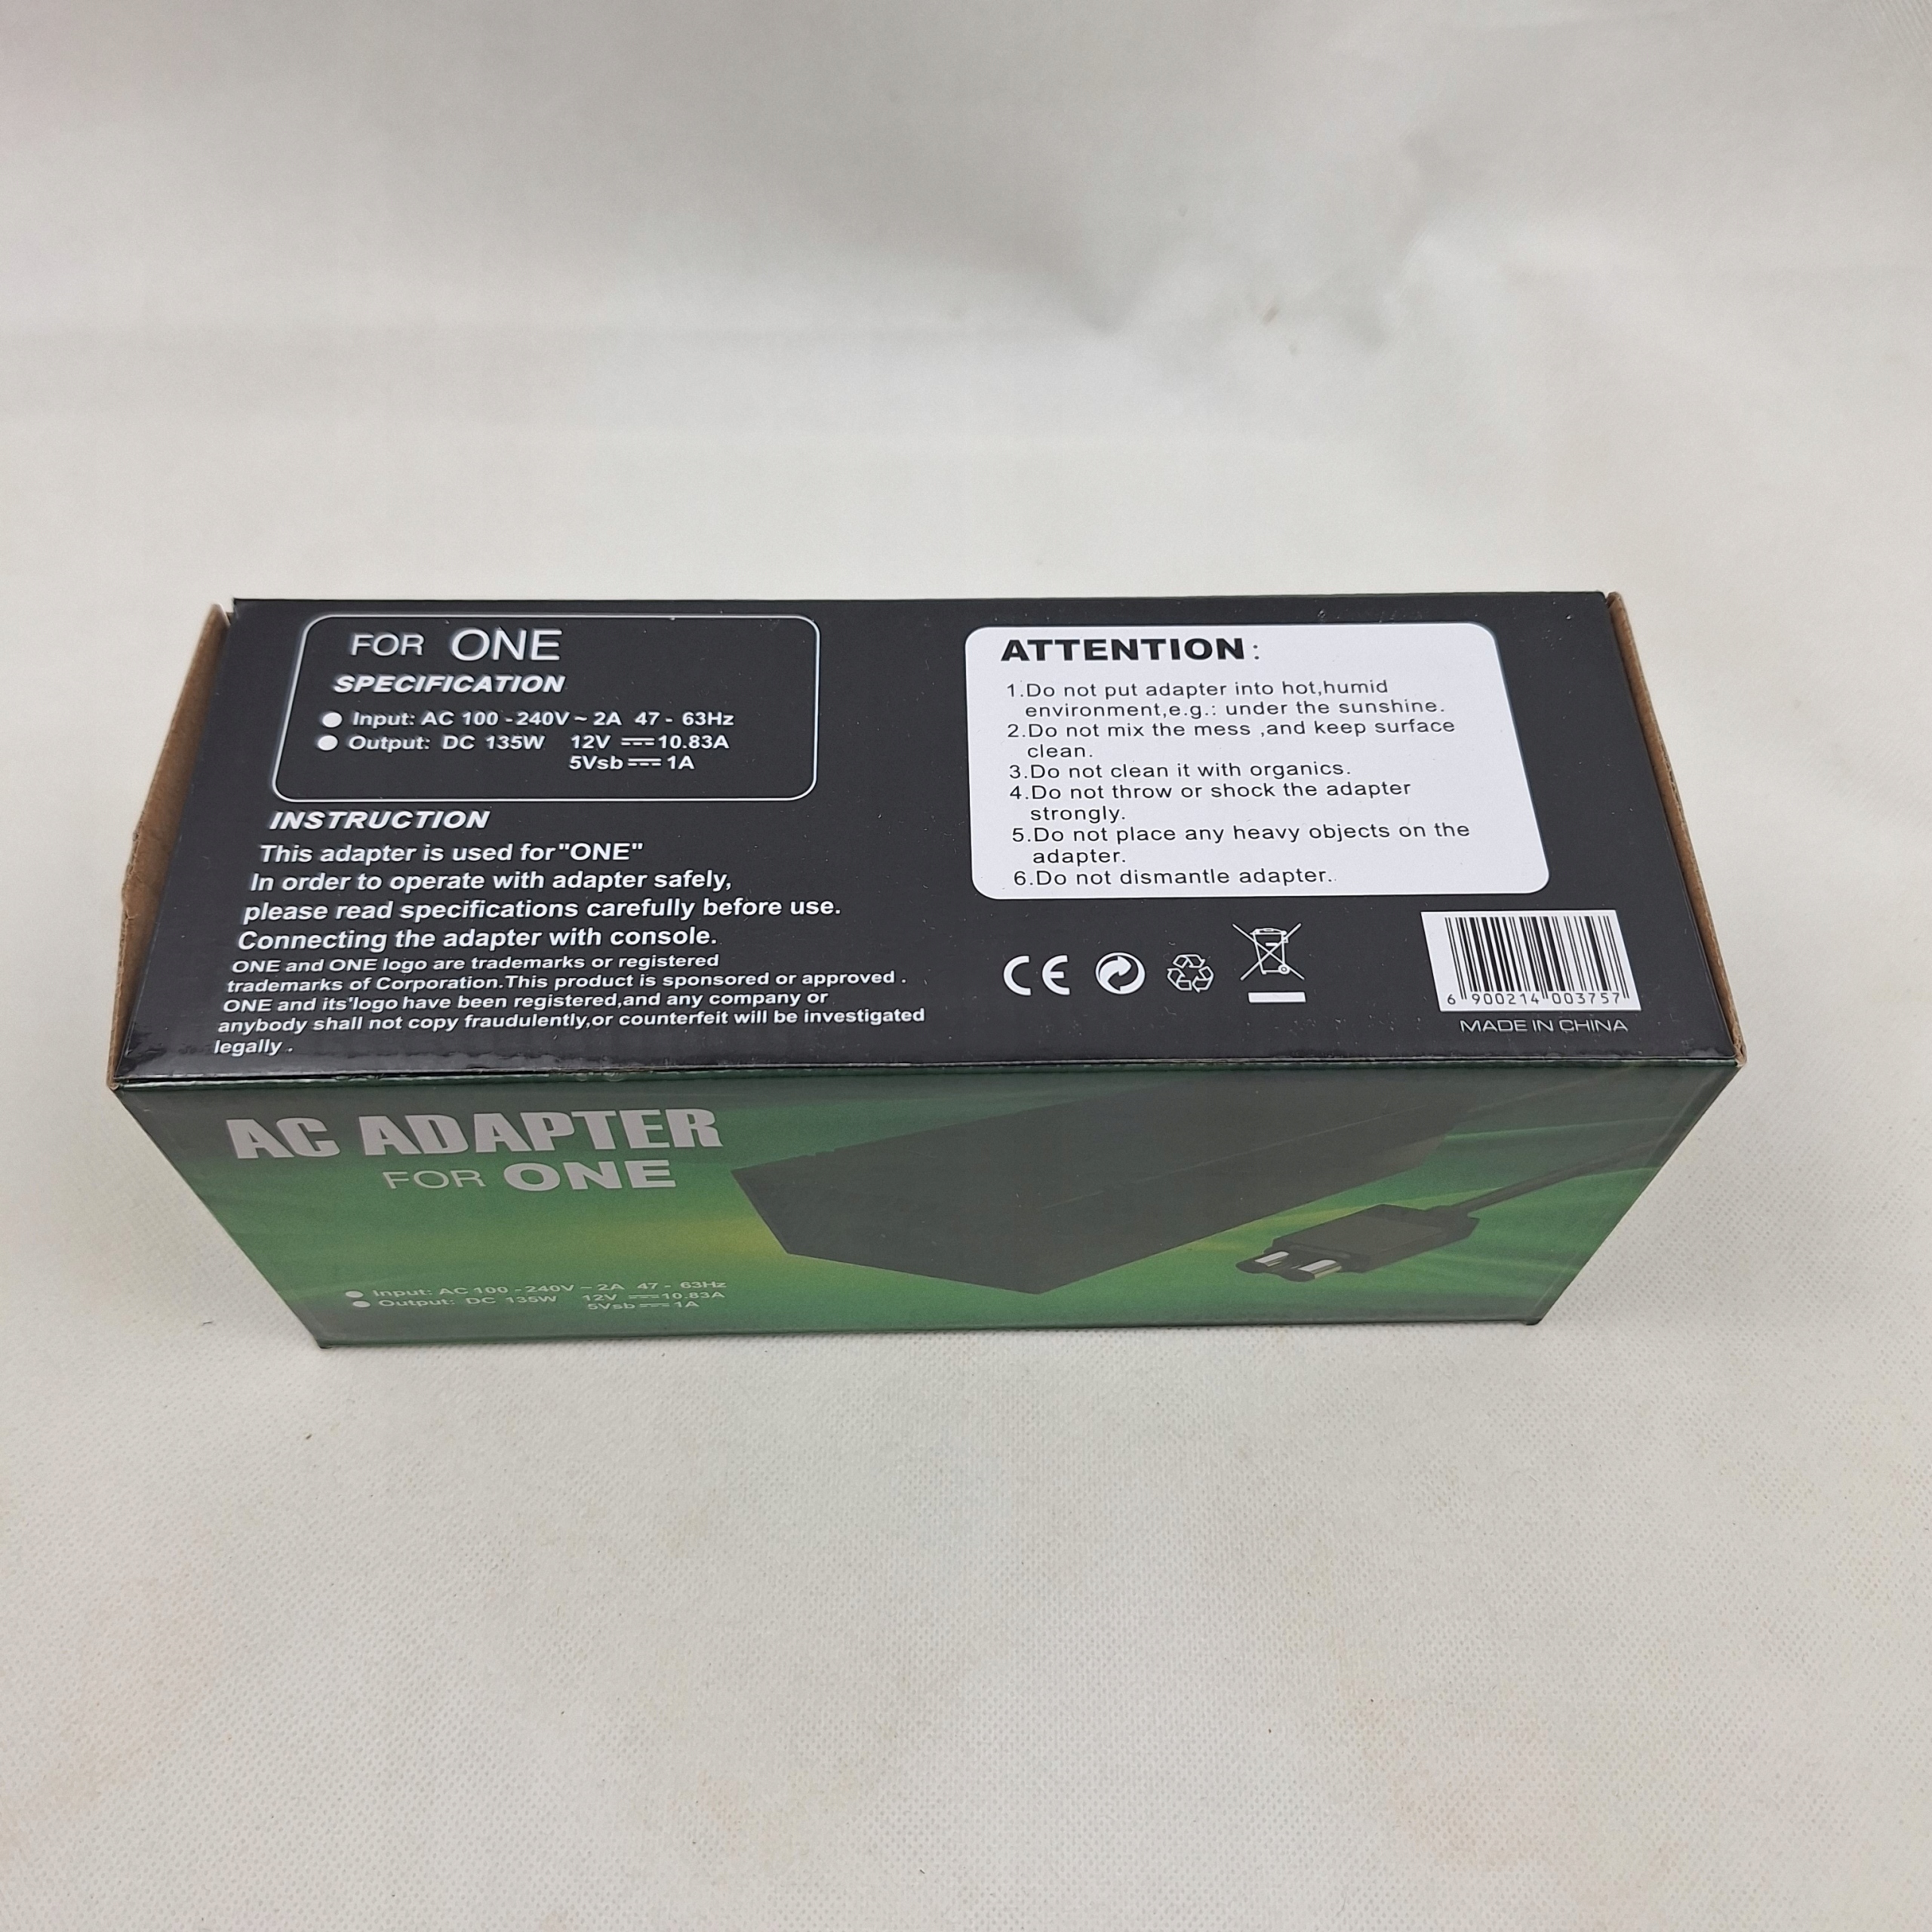 FOR ONE
SPECIFICATION
● Input: AC 100 - 240V ~ 2A 47 - 63Hz
● Output: DC 135W 12V ⎓ 10.83A
5Vsb ⎓ 1A
INSTRUCTION
This adapter is used for"ONE"
In order to operate with adapter safely,
please read specifications carefully before use.
Connecting the adapter with console.
ONE and ONE logo are trademarks or registered
trademarks of Corporation.This product is sponsored or approved .
ONE and its'logo have been registered,and any company or
anybody shall not copy fraudulently,or counterfeit will be investigated
legally .
ATTENTION:
1.Do not put adapter into hot,humid
environment,e.g.: under the sunshine.
2.Do not mix the mess ,and keep surface
clean.
3.Do not clean it with organics.
4.Do not throw or shock the adapter
strongly.
5.Do not place any heavy objects on the
adapter.
6.Do not dismantle adapter.
CE
6 900214 003757
MADE IN CHINA
AC ADAPTER
FOR ONE
● Input: AC 100 - 240V ~ 2A 47 - 63Hz
● Output: DC 135W 12V ⎓ 10.83A
5Vsb ⎓ 1A